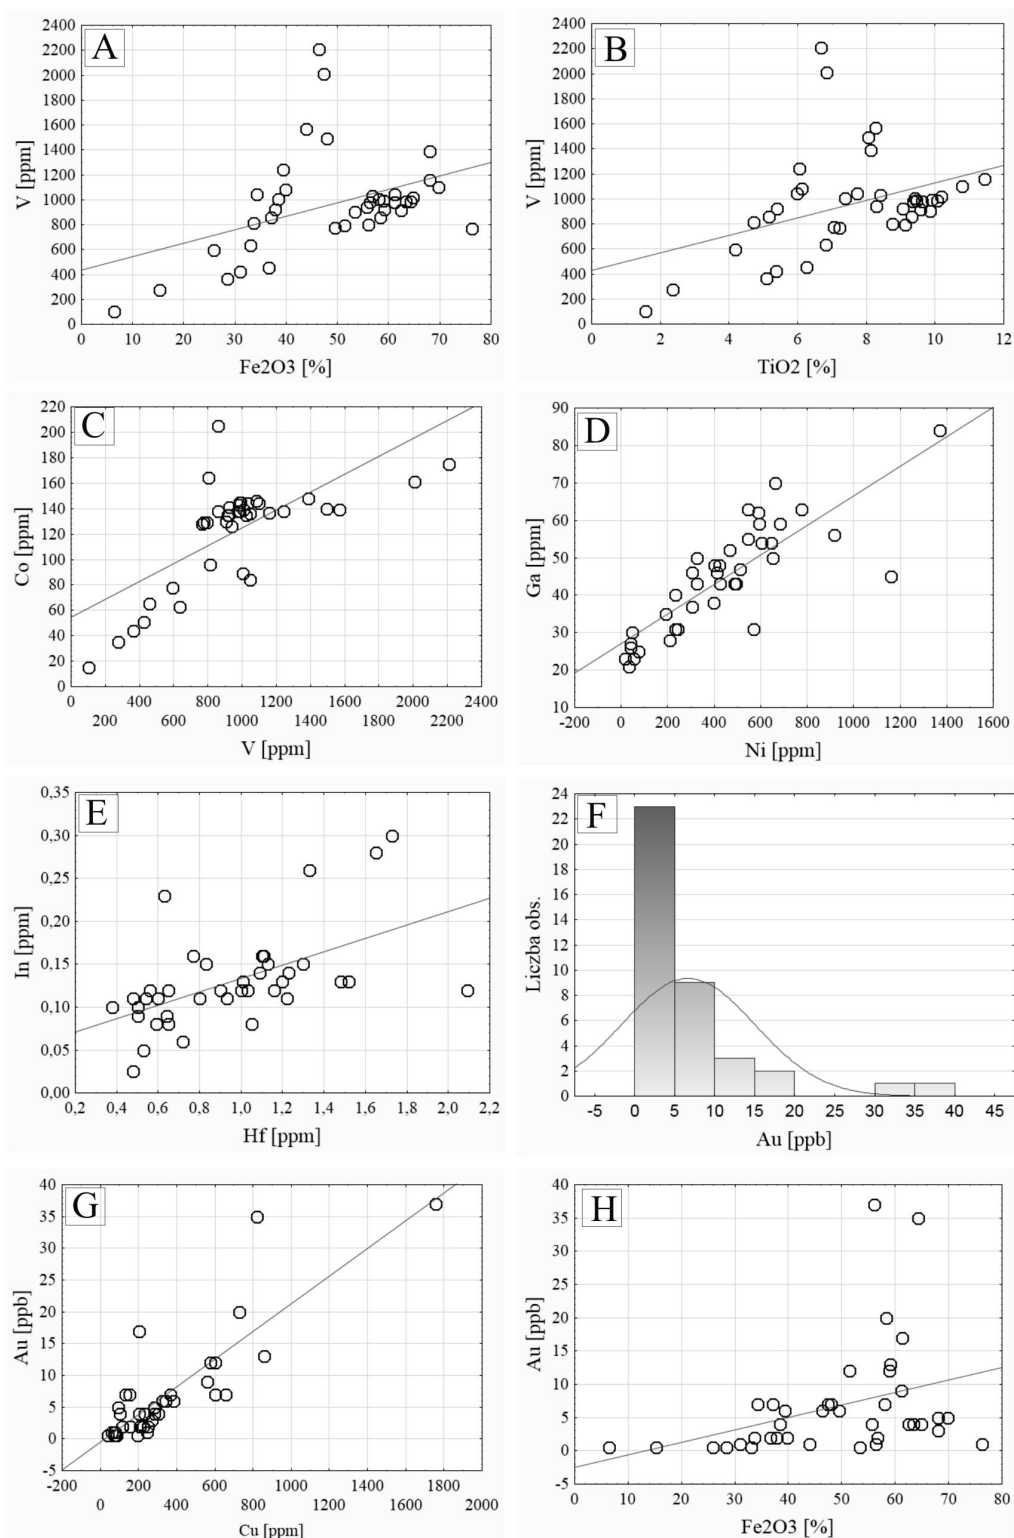 A
V [ppm]
2200
2000
1800
1600
1400
1200
1000
800
600
400
200
0
0 10 20 30 40 50 60 70 80
Fe2O3 [%]
B
V [ppm]
2400
2200
2000
1800
1600
1400
1200
1000
800
600
400
200
0
0 2 4 6 8 10 12
TiO2 [%]
C
Co [ppm]
220
200
180
160
140
120
100
80
60
40
20
0
0 400 800 1200 1600 2000 2400
200 600 1000 1400 1800 2200
V [ppm]
D
Ga [ppm]
90
80
70
60
50
40
30
20
10
-200 0 200 400 600 800 1000 1200 1400 1600
Ni [ppm]
E
In [ppm]
0,35
0,30
0,25
0,20
0,15
0,10
0,05
0,00
0,2 0,4 0,6 0,8 1,0 1,2 1,4 1,6 1,8 2,0 2,2
Hf [ppm]
F
Liczba obs.
24
22
20
18
16
14
12
10
8
6
4
2
0
-5 0 5 10 15 20 25 30 35 40 45
Au [ppb]
G
Au [ppb]
40
35
30
25
20
15
10
5
0
-5
-200 200 600 1000 1400 1800
0 400 800 1200 1600 2000
Cu [ppm]
H
Au [ppb]
40
35
30
25
20
15
10
5
0
-5
0 10 20 30 40 50 60 70 80
Fe2O3 [%]